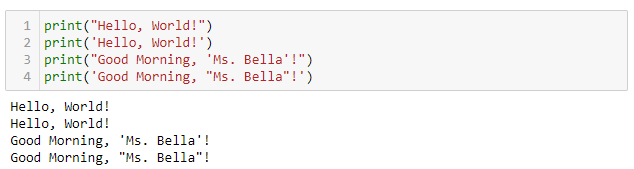 1 print("Hello, World!")
2 print('Hello, World!')
3 print("Good Morning, 'Ms. Bella'!")
4 print('Good Morning, "Ms. Bella"!')
Hello, World!
Hello, World!
Good Morning, 'Ms. Bella'!
Good Morning, "Ms. Bella"!